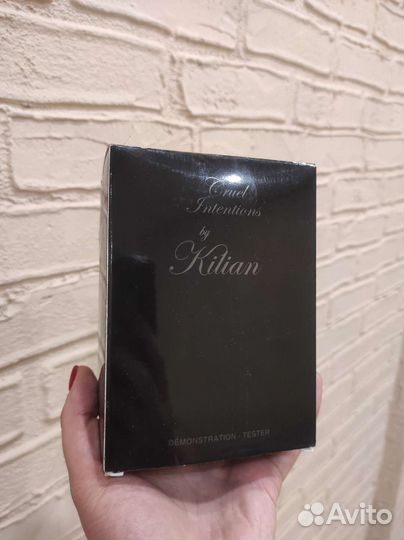 Cruel
Intentions
by
Kilian
DÉMONSTRATION - TESTER
Avito